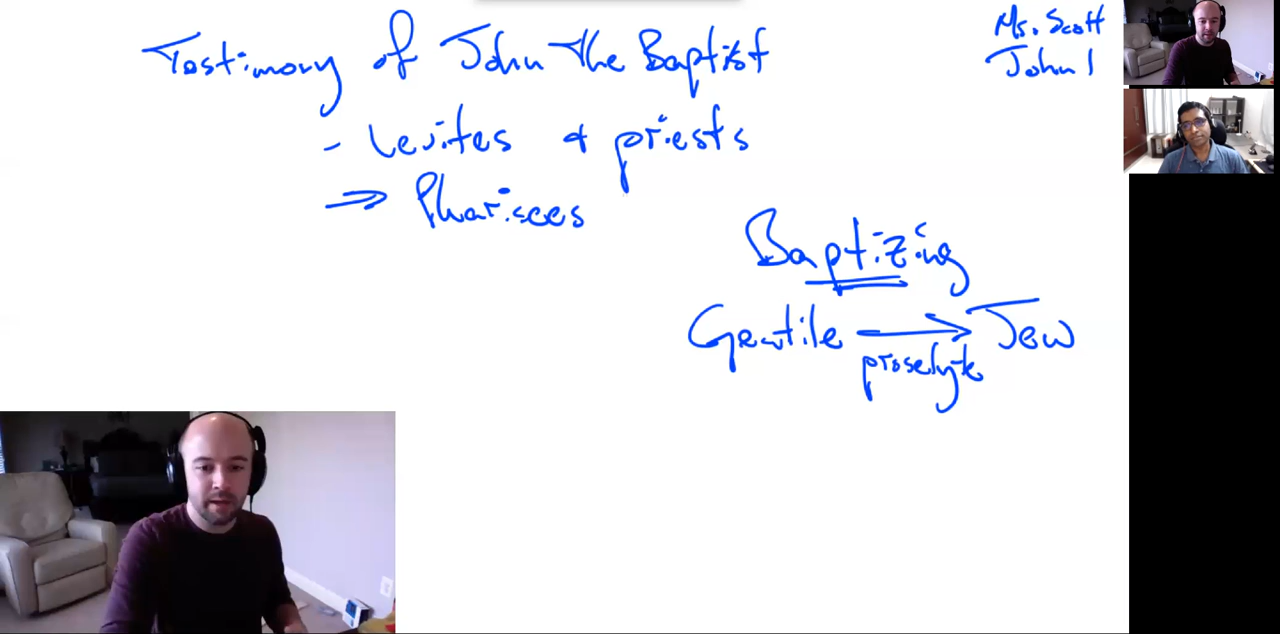 Testimony of John The Baptist
- Levites & priests
⇒ Pharisees
Ms. Scott
John 1
Baptizing
Gentile → Jew
proselyte